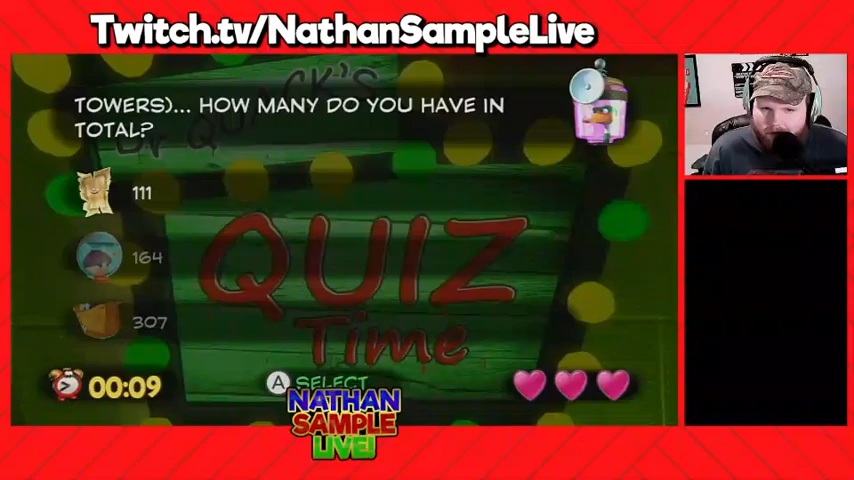 Twitch.tv/NathanSampleLive
TOWERS)... HOW MANY DO YOU HAVE IN
TOTAL?
Dr QUACK'S
111
QUIZ
164
Time
307
00:09
A SELECT
NATHAN
SAMPLE
LIVE!